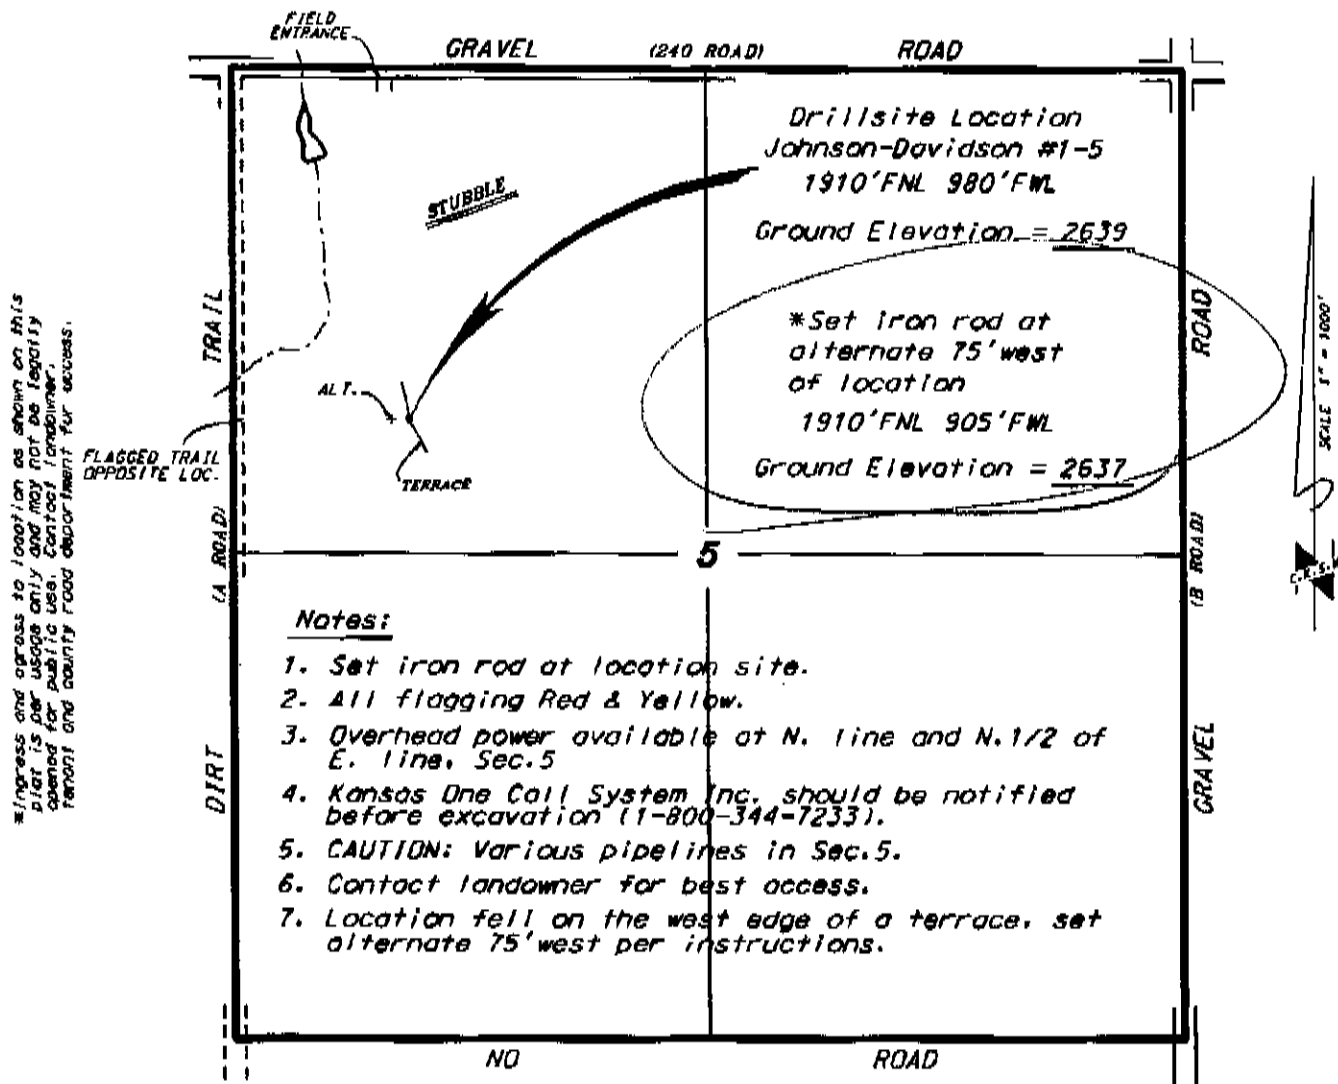 FIELD
ENTRANCE
GRAVEL (240 ROAD) ROAD
Drillsite Location
Johnson-Davidson #1-5
1910'FNL 980'FWL
STUBBLE
Ground Elevation = 2639
*Set iron rod at
alternate 75'west
of location
1910'FNL 905'FWL
Ground Elevation = 2637
TRAIL
ALT.
TERRACE
FLAGGED TRAIL
OPPOSITE LOC.
(A ROAD)
DIRT
*Ingress and egress to location as shown on this
plat is per usage only and may not be legally
opened for public use. Contact landowner,
tenant and county road department for access.
ROAD
(B ROAD)
GRAVEL
SCALE 1" = 1000'
5
Notes:
1. Set iron rod at location site.
2. All flagging Red & Yellow.
3. Overhead power available at N. line and N.1/2 of
E. line, Sec.5
4. Kansas One Call System Inc. should be notified
before excavation (1-800-344-7233).
5. CAUTION: Various pipelines in Sec.5.
6. Contact landowner for best access.
7. Location fell on the west edge of a terrace, set
alternate 75'west per instructions.
NO ROAD